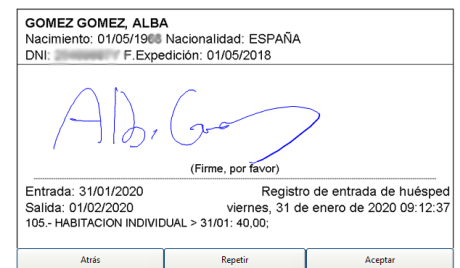 GOMEZ GOMEZ, ALBA
Nacimiento: 01/05/19 Nacionalidad: ESPAÑA
DNI: F.Expedición: 01/05/2018
Alb. Go
(Firme, por favor)
Entrada: 31/01/2020 Registro de entrada de huésped
Salida: 01/02/2020 viernes, 31 de enero de 2020 09:12:37
105.- HABITACION INDIVIDUAL > 31/01: 40,00;
Atrás Repetir Aceptar